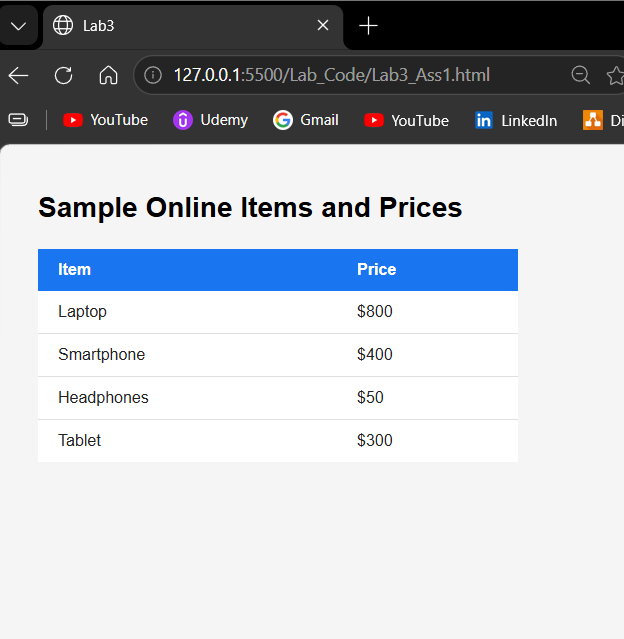 Lab3
127.0.0.1:5500/Lab_Code/Lab3_Ass1.html
YouTube Udemy Gmail YouTube LinkedIn Di
Sample Online Items and Prices
Item Price
Laptop $800
Smartphone $400
Headphones $50
Tablet $300